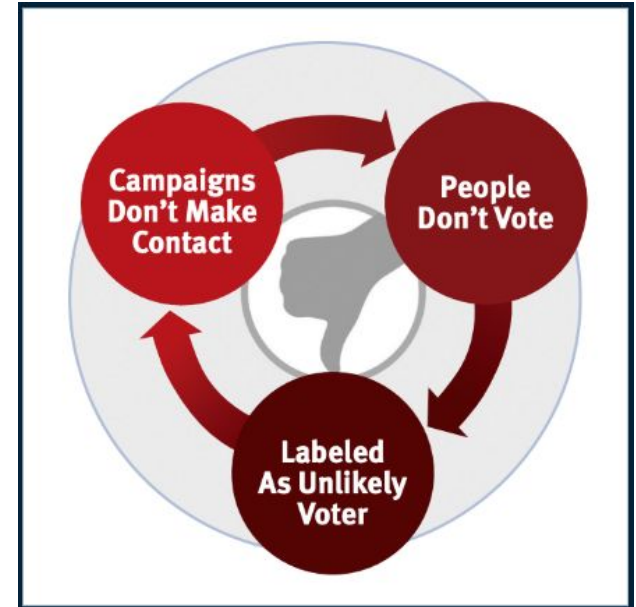 Campaigns
Don't Make
Contact
People
Don't Vote
Labeled
As Unlikely
Voter